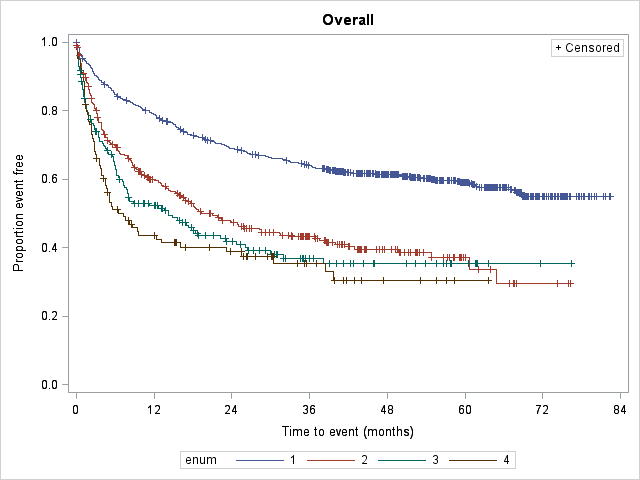 Overall
+ Censored
1.0
0.8
0.6
0.4
0.2
0.0
Proportion event free
0 12 24 36 48 60 72 84
Time to event (months)
enum 1 2 3 4